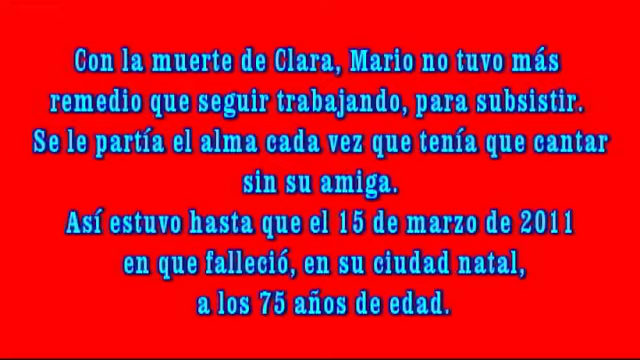 Con la muerte de Clara, Mario no tuvo más
remedio que seguir trabajando, para subsistir.
Se le partía el alma cada vez que tenía que cantar
sin su amiga.
Así estuvo hasta que el 15 de marzo de 2011
en que falleció, en su ciudad natal,
a los 75 años de edad.